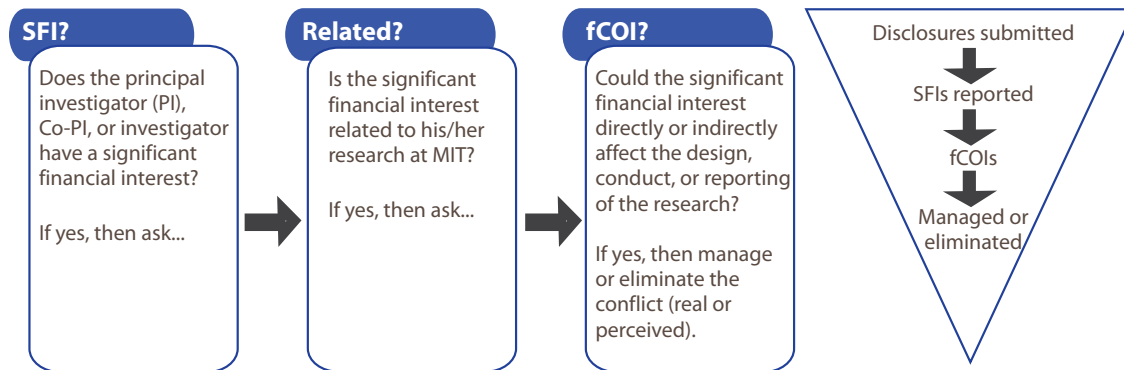 SFI?
Does the principal
investigator (PI),
Co-PI, or investigator
have a significant
financial interest?
If yes, then ask...
Related?
Is the significant
financial interest
related to his/her
research at MIT?
If yes, then ask...
fCOI?
Could the significant
financial interest
directly or indirectly
affect the design,
conduct, or reporting
of the research?
If yes, then manage
or eliminate the
conflict (real or
perceived).
Disclosures submitted
SFIs reported
fCOIs
Managed or
eliminated